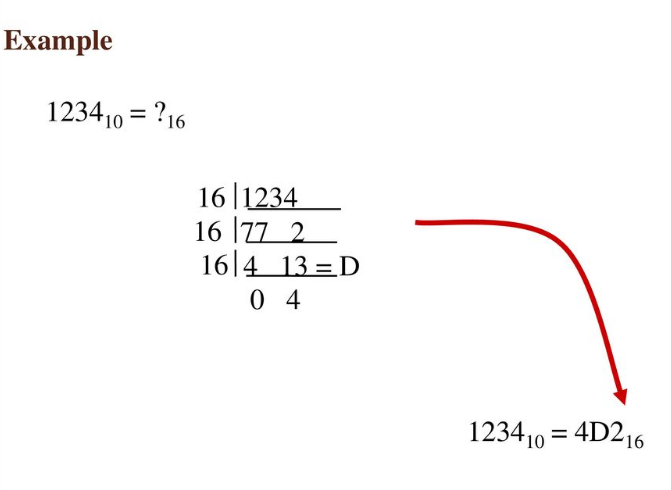 Example
1234₁₀ = ?₁₆
16 1234
16 77 2
16 4 13 = D
0 4
1234₁₀ = 4D2₁₆